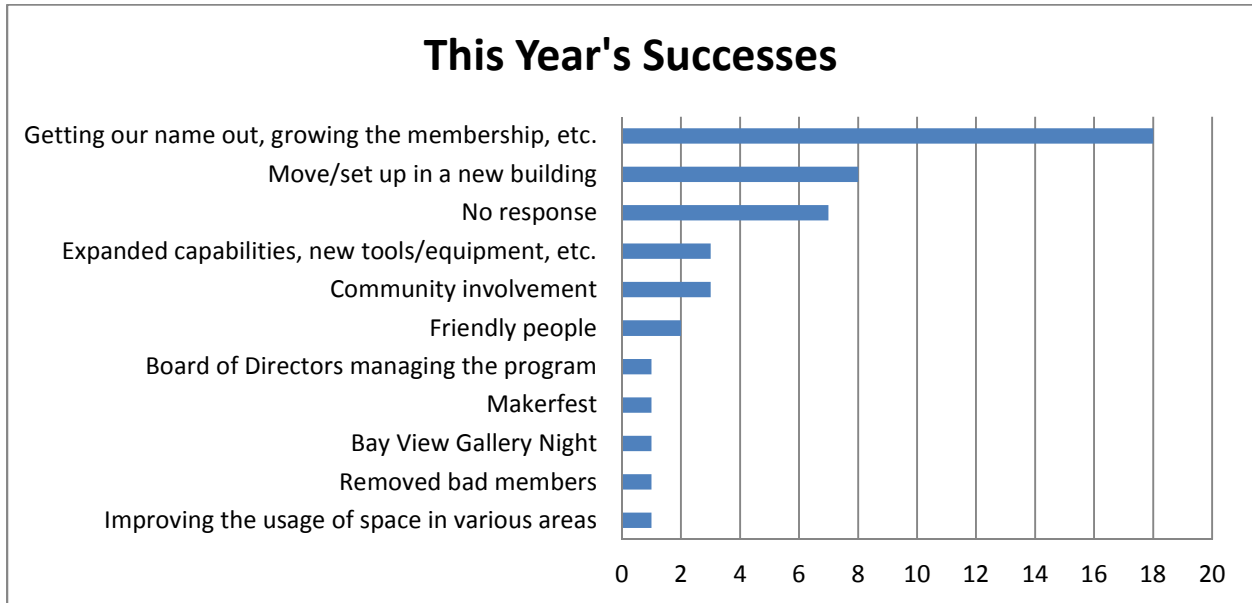 This Year's Successes
Getting our name out, growing the membership, etc.
Move/set up in a new building
No response
Expanded capabilities, new tools/equipment, etc.
Community involvement
Friendly people
Board of Directors managing the program
Makerfest
Bay View Gallery Night
Removed bad members
Improving the usage of space in various areas
0 2 4 6 8 10 12 14 16 18 20